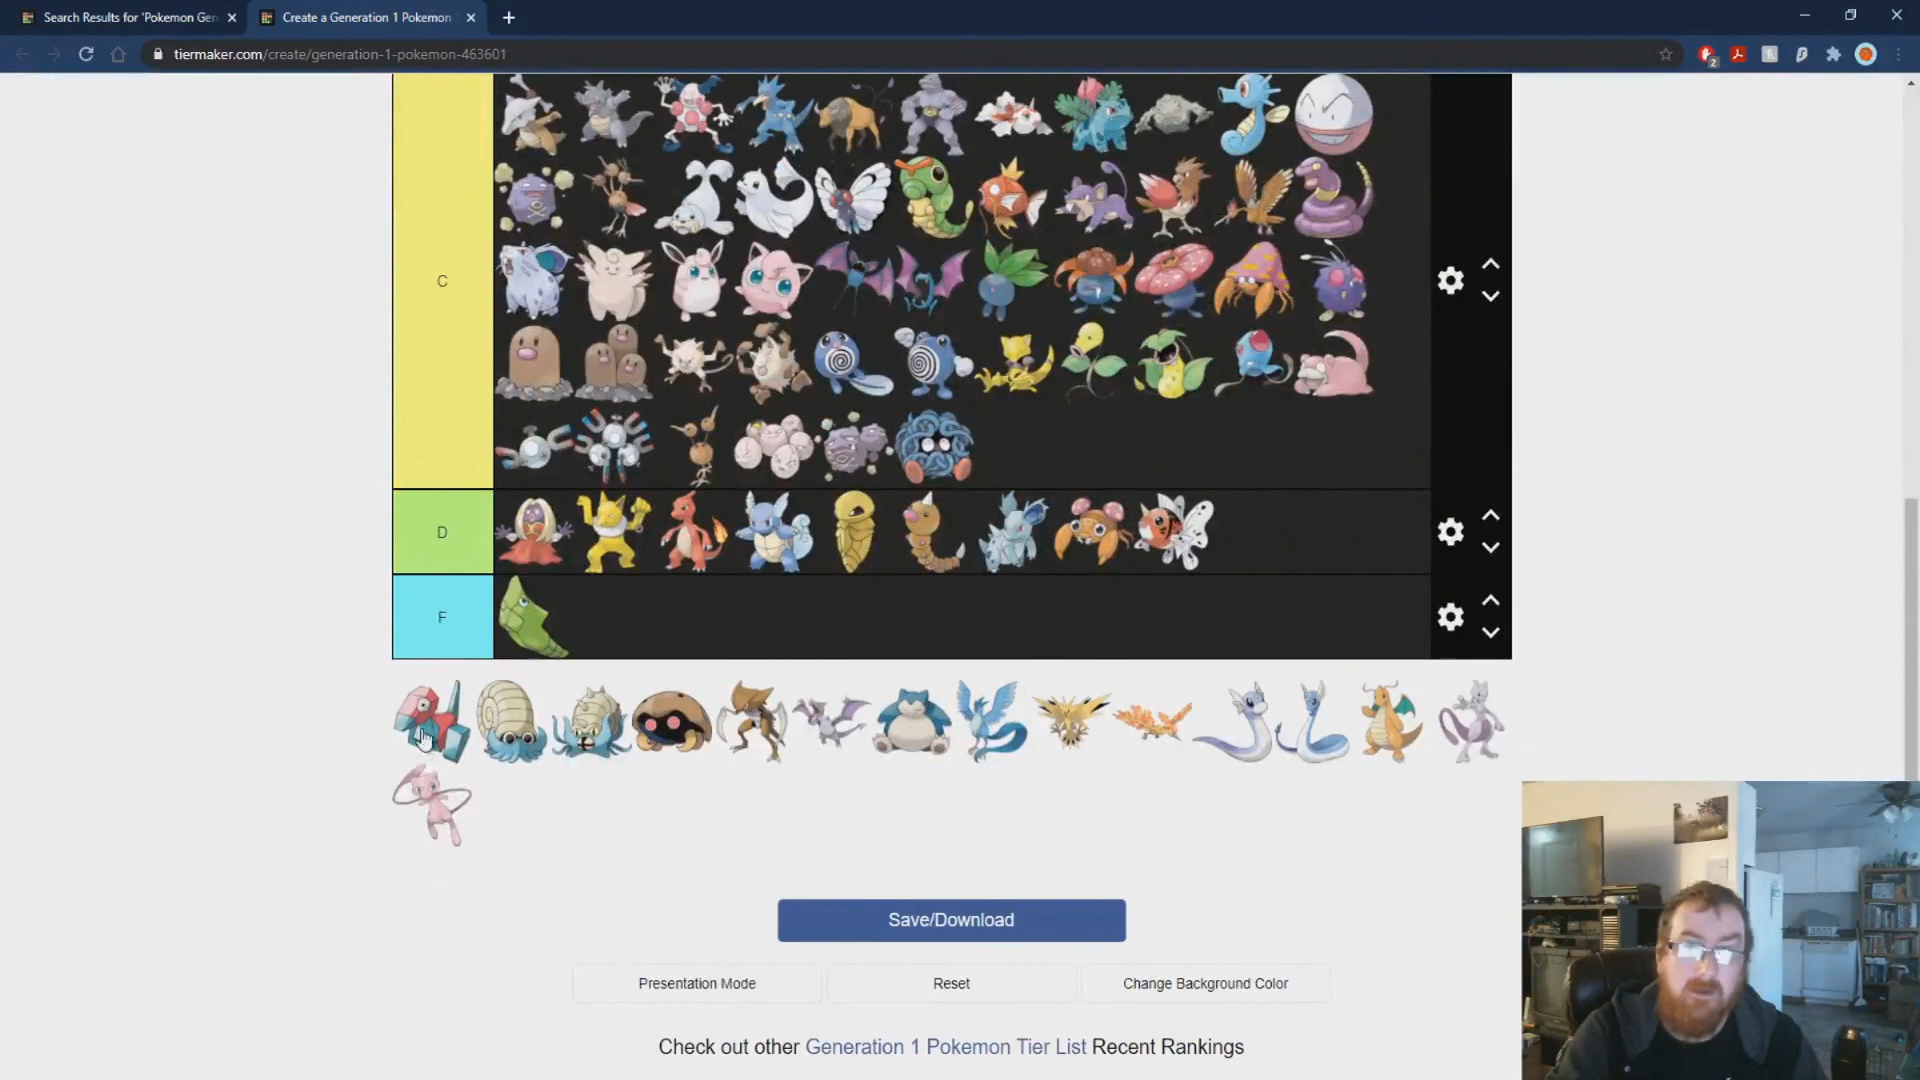 Search Results for 'Pokemon Gen
Create a Generation 1 Pokemon T
tiermaker.com/create/generation-1-pokemon-463601
2
C
D
F
Save/Download
Presentation Mode
Reset
Change Background Color
Check out other Generation 1 Pokemon Tier List Recent Rankings